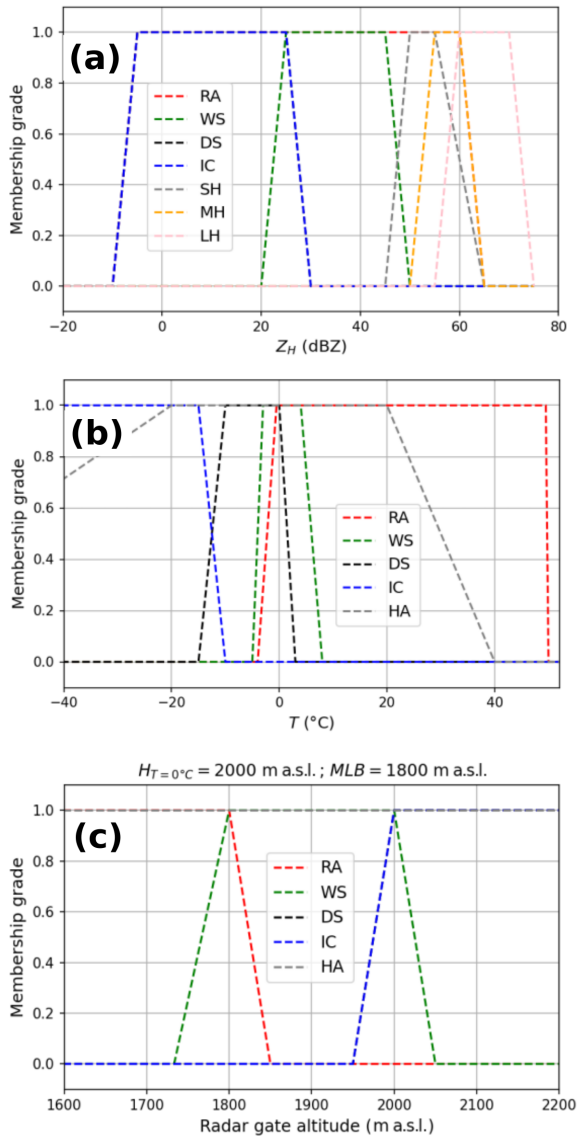 (a)
Membership grade
1.0
0.8
0.6
0.4
0.2
0.0
RA
WS
DS
IC
SH
MH
LH
−20 0 20 40 60 80
Z_H (dBZ)
(b)
Membership grade
1.0
0.8
0.6
0.4
0.2
0.0
RA
WS
DS
IC
HA
−40 −20 0 20 40
T (°C)
H_{T=0°C} = 2000 m a.s.l. ; MLB = 1800 m a.s.l.
(c)
Membership grade
1.0
0.8
0.6
0.4
0.2
0.0
RA
WS
DS
IC
HA
1600 1700 1800 1900 2000 2100 2200
Radar gate altitude (m a.s.l.)